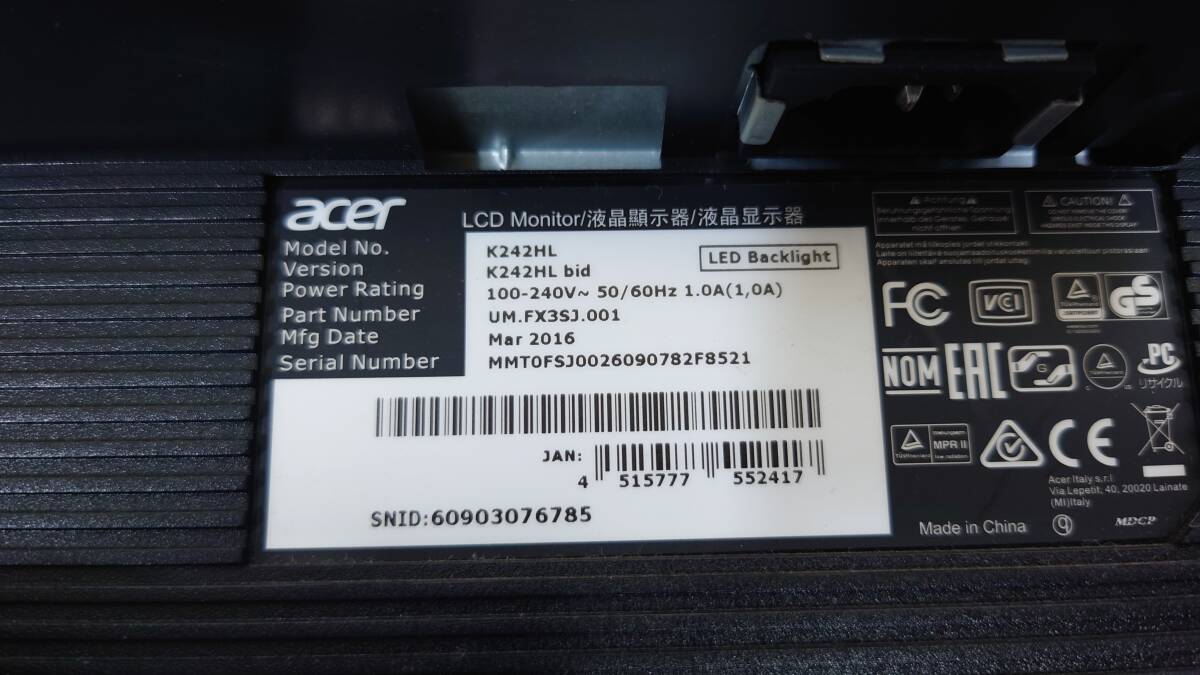 acer
LCD Monitor/液晶顯示器/液晶显示器
Model No. K242HL
LED Backlight
Version K242HL bid
Power Rating 100-240V~ 50/60Hz 1.0A(1,0A)
Part Number UM.FX3SJ.001
Mfg Date Mar 2016
Serial Number MMT0FSJ0026090782F8521
JAN:
4 515777 552417
SNID:60903076785
Achtung
CAUTION!
FC
VCI
GS
NOM
EAC
G
PC
リサイクル
MPR II
CE
Acer Italy s.r.l
Via Lepetit, 40, 20020 Lainate
(MI)Italy
Made in China
MDCP